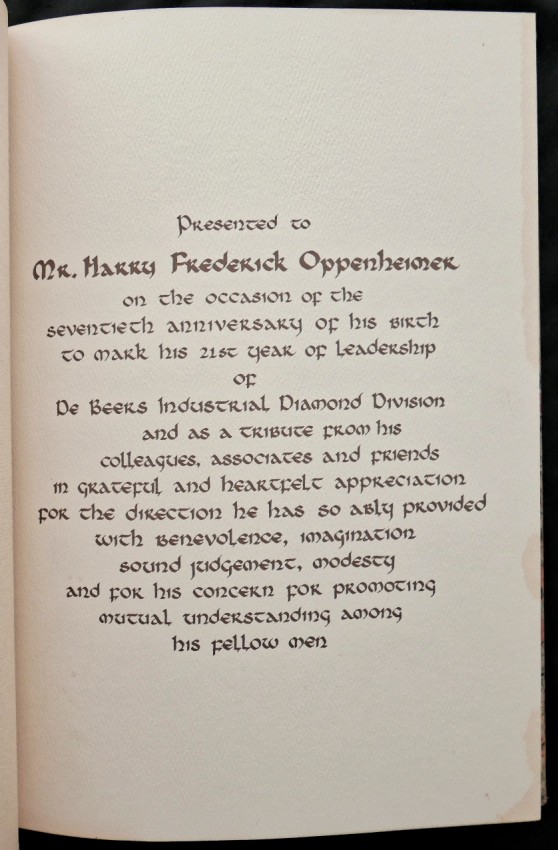 Presented to
Mr. Harry Frederick Oppenheimer
on the occasion of the
seventieth anniversary of his birth
to mark his 21st year of leadership
of
De Beers Industrial Diamond Division
and as a tribute from his
colleagues, associates and friends
in grateful and heartfelt appreciation
for the direction he has so ably provided
with benevolence, imagination
sound judgement, modesty
and for his concern for promoting
mutual understanding among
his fellow men